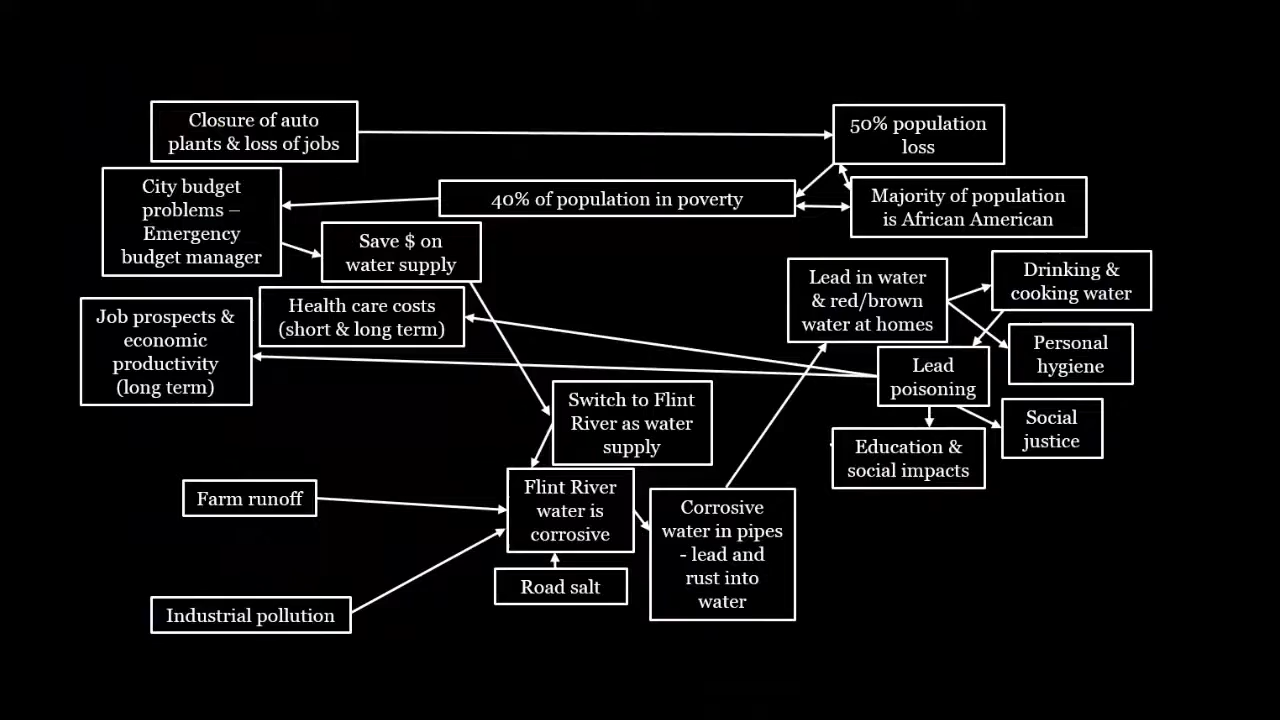 Closure of auto
plants & loss of jobs
50% population
loss
City budget
problems –
Emergency
budget manager
40% of population in poverty
Majority of population
is African American
Save $ on
water supply
Lead in water
& red/brown
water at homes
Drinking &
cooking water
Job prospects &
economic
productivity
(long term)
Health care costs
(short & long term)
Personal
hygiene
Lead
poisoning
Switch to Flint
River as water
supply
Social
justice
Education &
social impacts
Farm runoff
Flint River
water is
corrosive
Corrosive
water in pipes
- lead and
rust into
water
Road salt
Industrial pollution